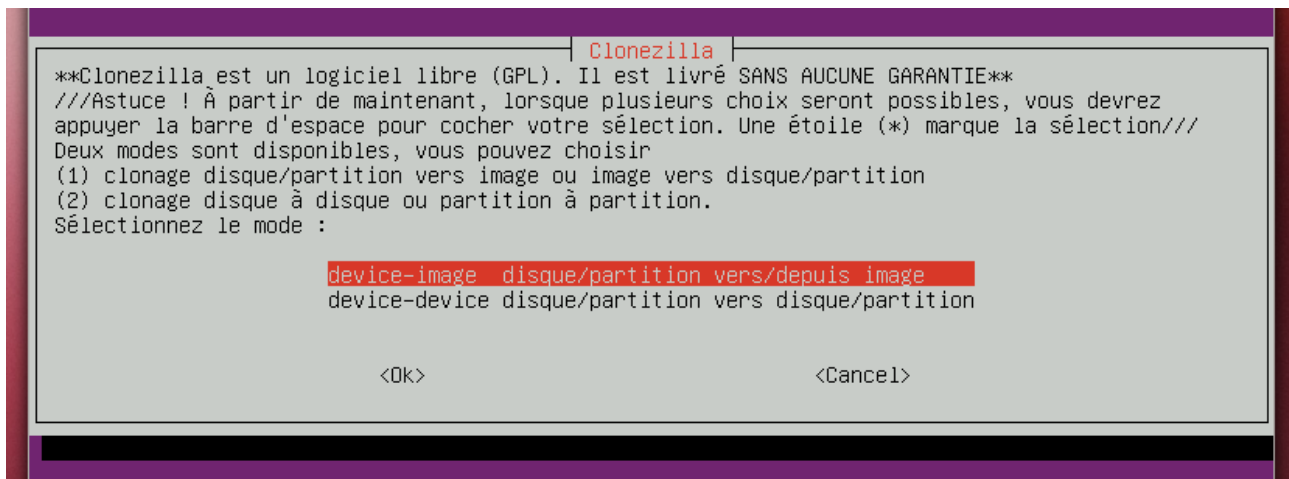 Clonezilla
**Clonezilla est un logiciel libre (GPL). Il est livré SANS AUCUNE GARANTIE**
///Astuce ! À partir de maintenant, lorsque plusieurs choix seront possibles, vous devrez
appuyer la barre d'espace pour cocher votre sélection. Une étoile (*) marque la sélection///
Deux modes sont disponibles, vous pouvez choisir
(1) clonage disque/partition vers image ou image vers disque/partition
(2) clonage disque à disque ou partition à partition.
Sélectionnez le mode :
device-image disque/partition vers/depuis image
device-device disque/partition vers disque/partition
<Ok> <Cancel>